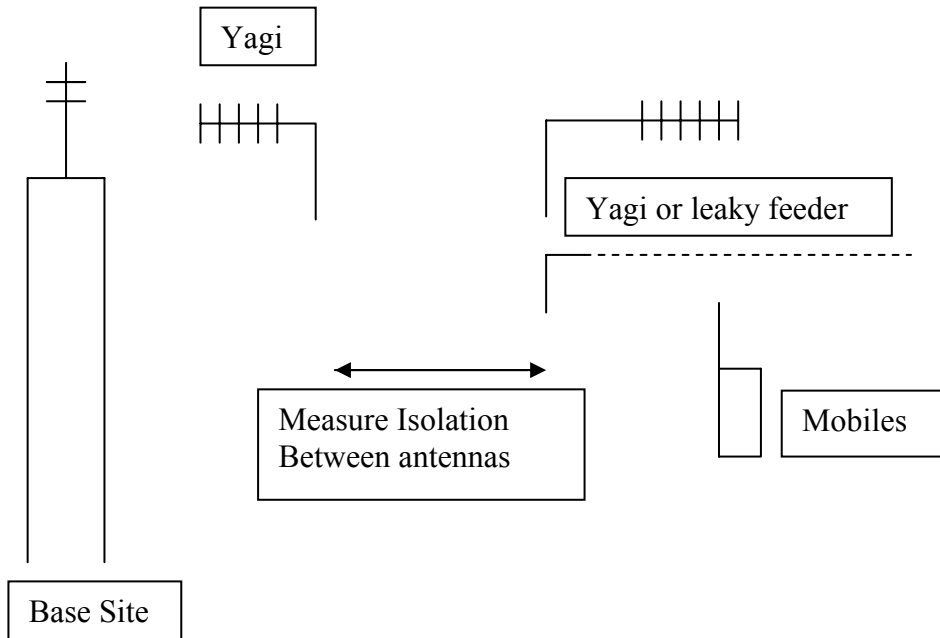 Yagi
Yagi or leaky feeder
Measure Isolation
Between antennas
Mobiles
Base Site